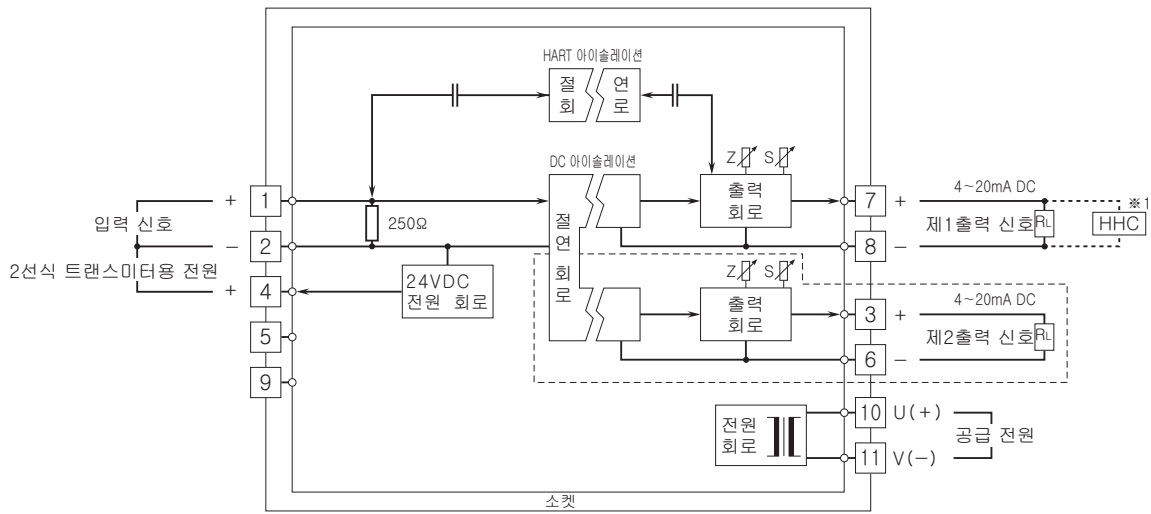 HART 아이솔레이션
절 연
회 로
DC 아이솔레이션
Z S
출력
회로
절
연
회
로
250Ω
24VDC
전원 회로
Z S
출력
회로
전원
회로
1 +
2 −
4 +
5
9
입력 신호
2선식 트랜스미터용 전원
7 +
8 −
4~20mA DC
제1출력 신호
RL
※1
HHC
3 +
6 −
4~20mA DC
제2출력 신호
RL
10 U(+)
11 V(−)
공급 전원
소켓